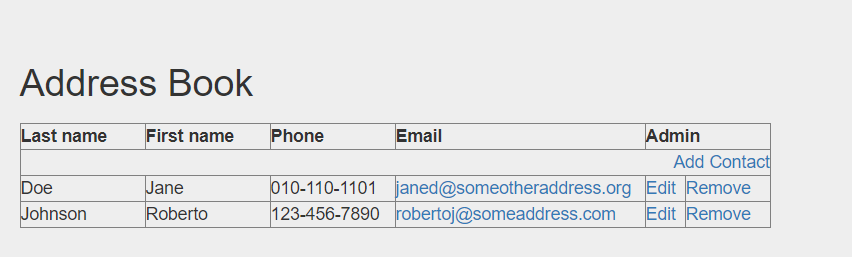 Address Book
Last name First name Phone Email Admin
Add Contact
Doe Jane 010-110-1101 janed@someotheraddress.org Edit Remove
Johnson Roberto 123-456-7890 robertoj@someaddress.com Edit Remove